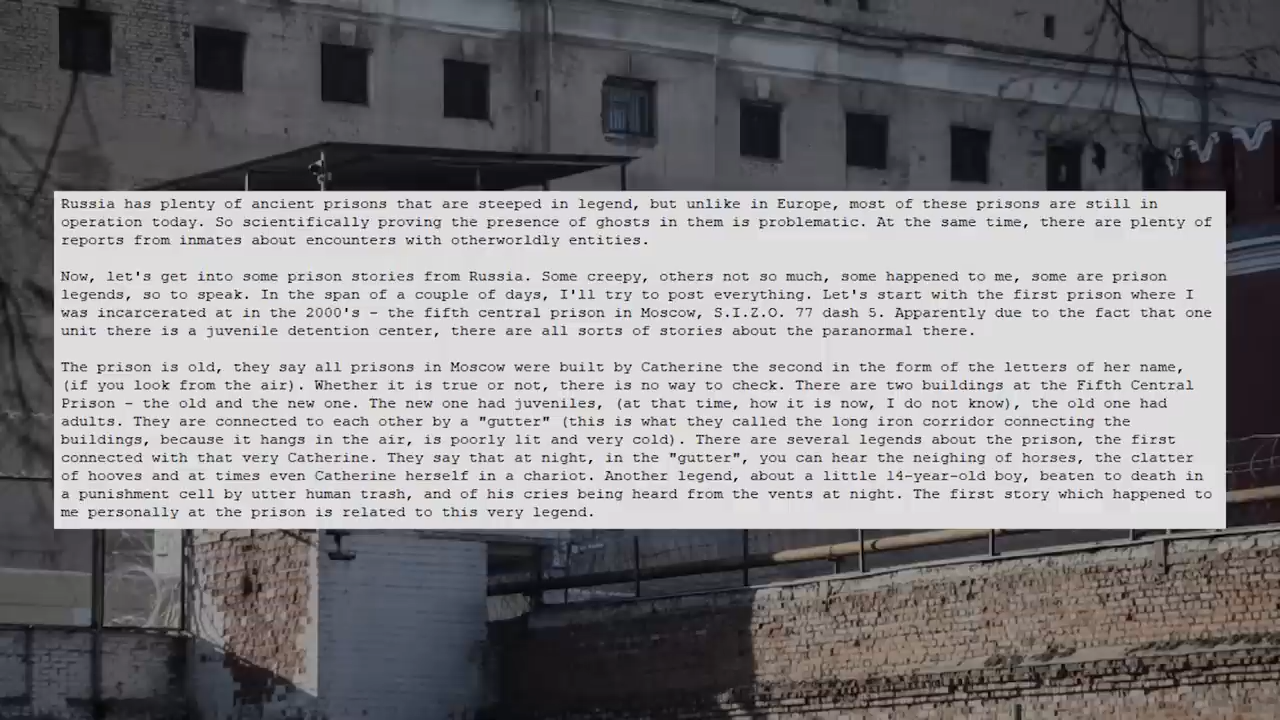 Russia has plenty of ancient prisons that are steeped in legend, but unlike in Europe, most of these prisons are still in
operation today. So scientifically proving the presence of ghosts in them is problematic. At the same time, there are plenty of
reports from inmates about encounters with otherworldly entities.
Now, let's get into some prison stories from Russia. Some creepy, others not so much, some happened to me, some are prison
legends, so to speak. In the span of a couple of days, I'll try to post everything. Let's start with the first prison where I
was incarcerated at in the 2000's - the fifth central prison in Moscow, S.I.Z.O. 77 dash 5. Apparently due to the fact that one
unit there is a juvenile detention center, there are all sorts of stories about the paranormal there.
The prison is old, they say all prisons in Moscow were built by Catherine the second in the form of the letters of her name,
(if you look from the air). Whether it is true or not, there is no way to check. There are two buildings at the Fifth Central
Prison - the old and the new one. The new one had juveniles, (at that time, how it is now, I do not know), the old one had
adults. They are connected to each other by a "gutter" (this is what they called the long iron corridor connecting the
buildings, because it hangs in the air, is poorly lit and very cold). There are several legends about the prison, the first
connected with that very Catherine. They say that at night, in the "gutter", you can hear the neighing of horses, the clatter
of hooves and at times even Catherine herself in a chariot. Another legend, about a little 14-year-old boy, beaten to death in
a punishment cell by utter human trash, and of his cries being heard from the vents at night. The first story which happened to
me personally at the prison is related to this very legend.